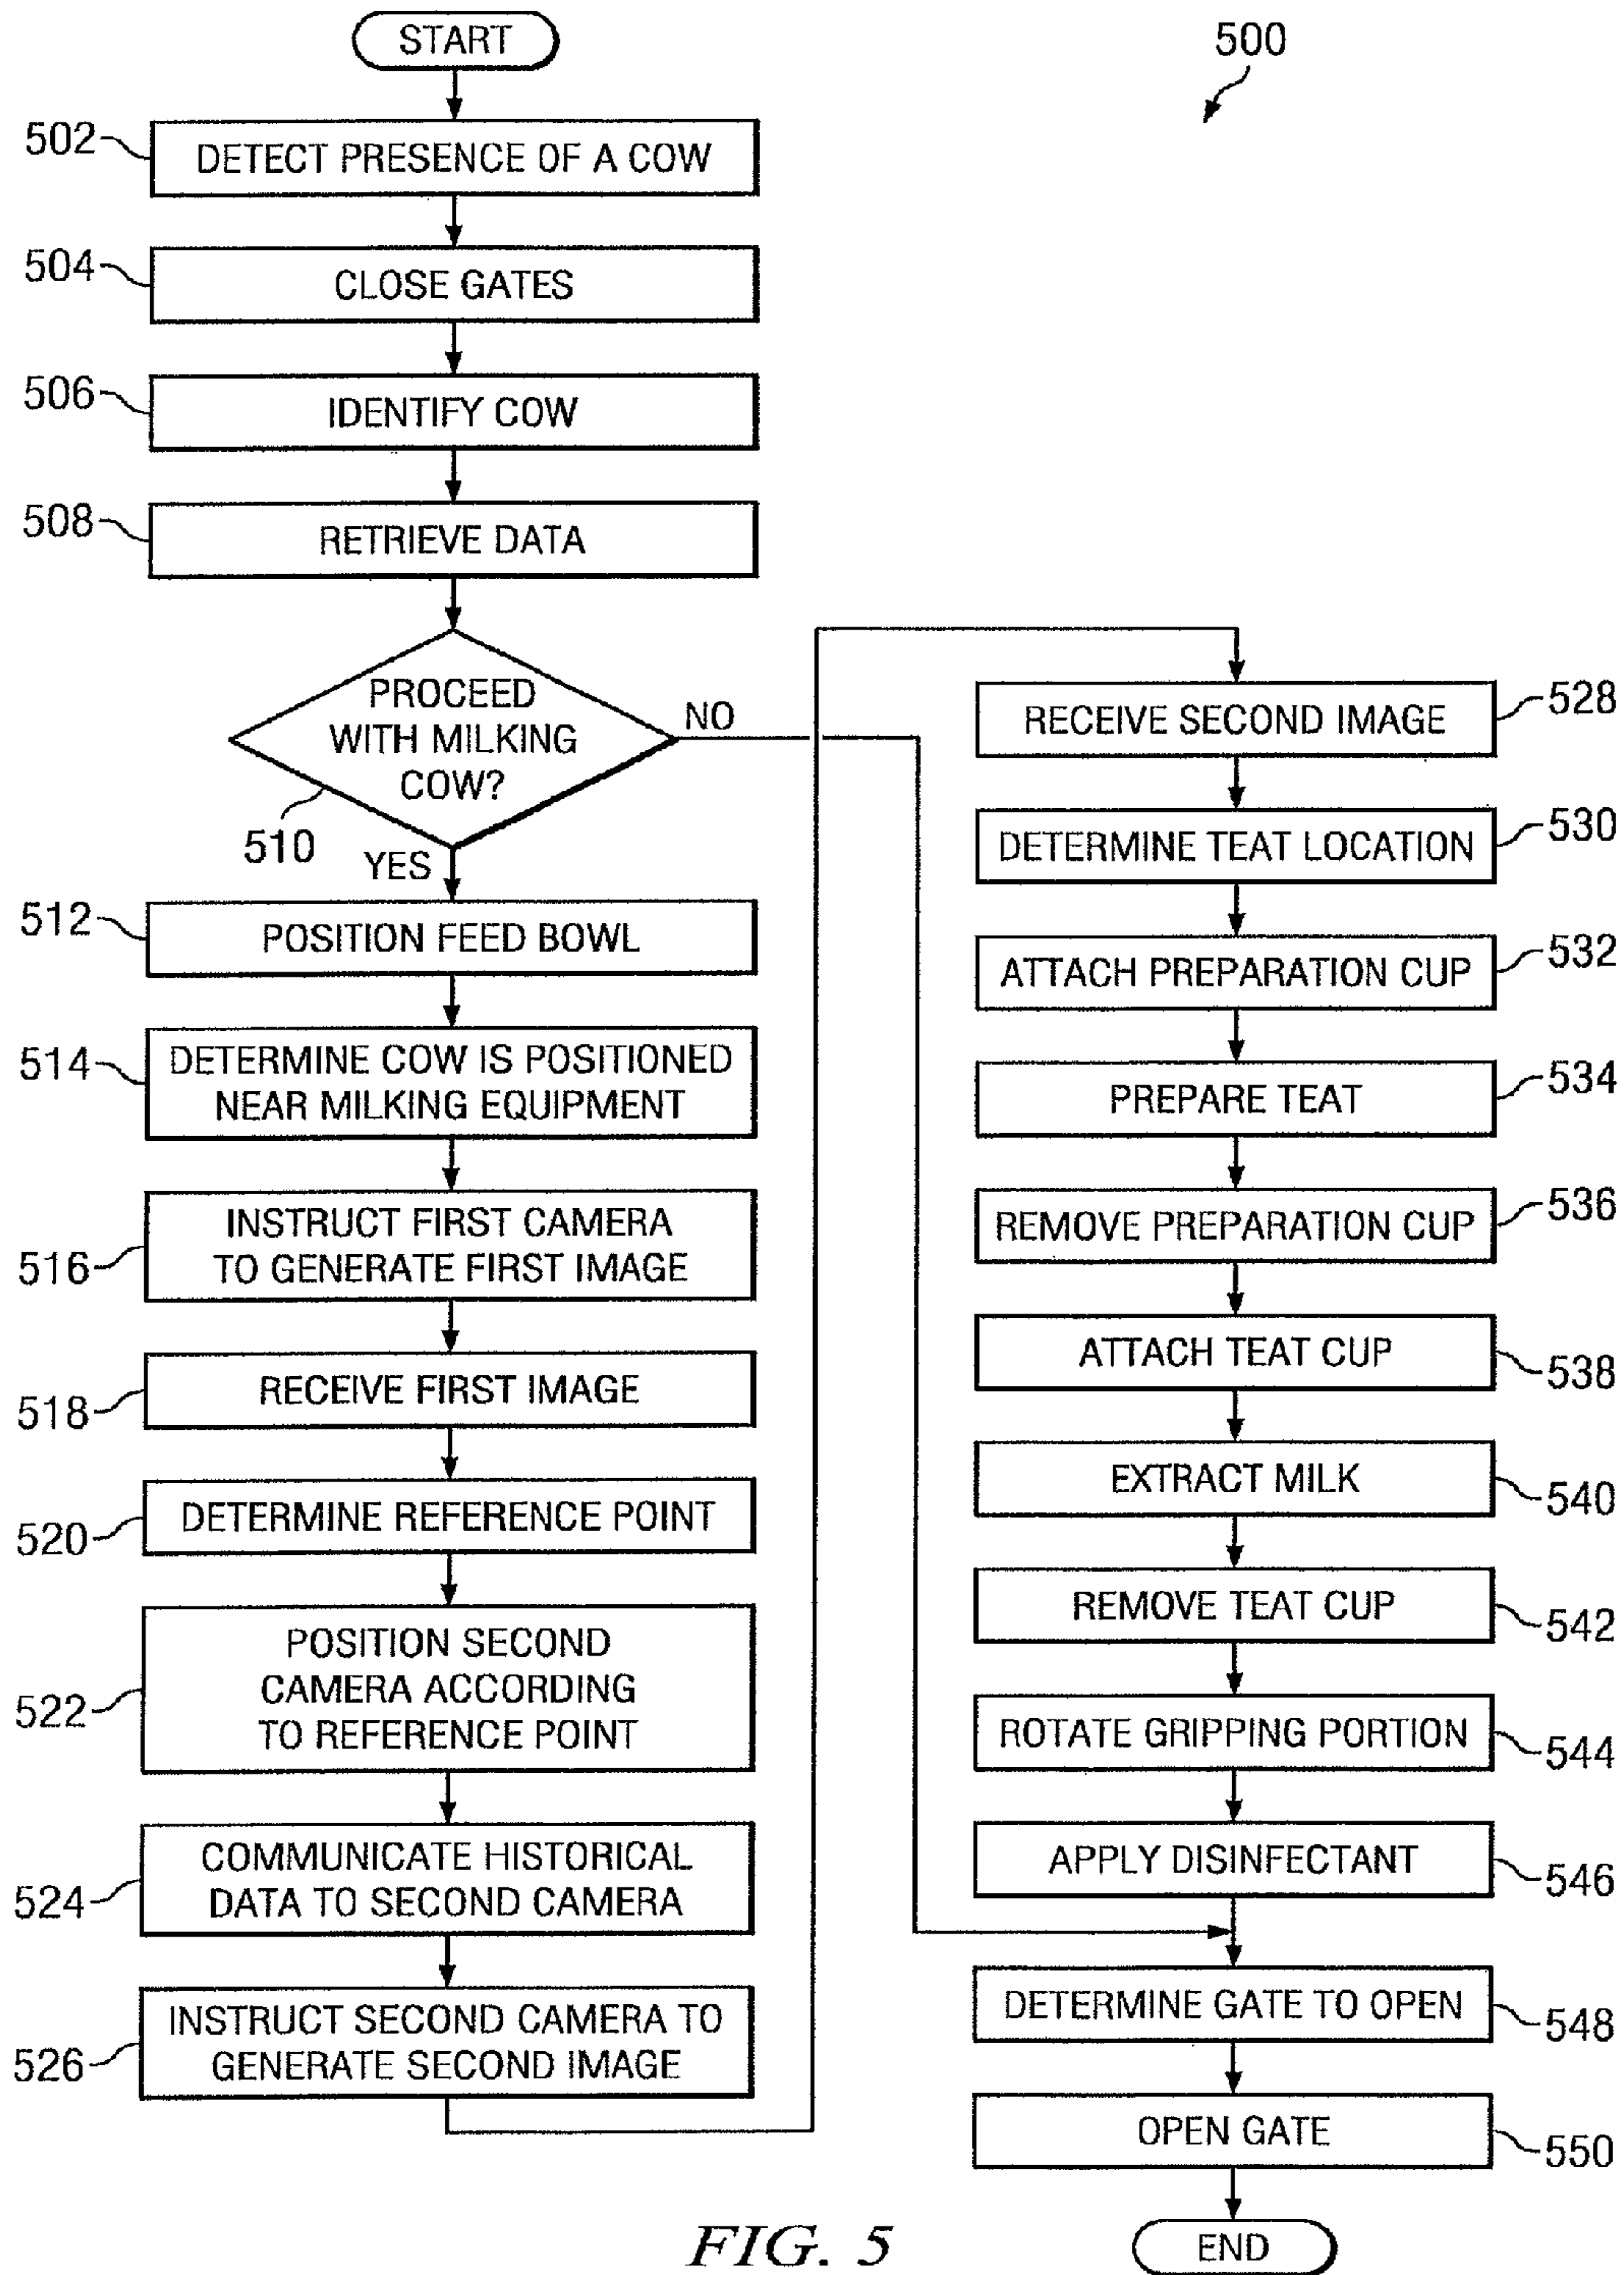 START
500
502
DETECT PRESENCE OF A COW
504
CLOSE GATES
506
IDENTIFY COW
508
RETRIEVE DATA
PROCEED
WITH MILKING
COW?
510
NO
YES
512
POSITION FEED BOWL
514
DETERMINE COW IS POSITIONED
NEAR MILKING EQUIPMENT
516
INSTRUCT FIRST CAMERA
TO GENERATE FIRST IMAGE
518
RECEIVE FIRST IMAGE
520
DETERMINE REFERENCE POINT
522
POSITION SECOND
CAMERA ACCORDING
TO REFERENCE POINT
524
COMMUNICATE HISTORICAL
DATA TO SECOND CAMERA
526
INSTRUCT SECOND CAMERA TO
GENERATE SECOND IMAGE
RECEIVE SECOND IMAGE
528
DETERMINE TEAT LOCATION
530
ATTACH PREPARATION CUP
532
PREPARE TEAT
534
REMOVE PREPARATION CUP
536
ATTACH TEAT CUP
538
EXTRACT MILK
540
REMOVE TEAT CUP
542
ROTATE GRIPPING PORTION
544
APPLY DISINFECTANT
546
DETERMINE GATE TO OPEN
548
OPEN GATE
550
END
FIG. 5